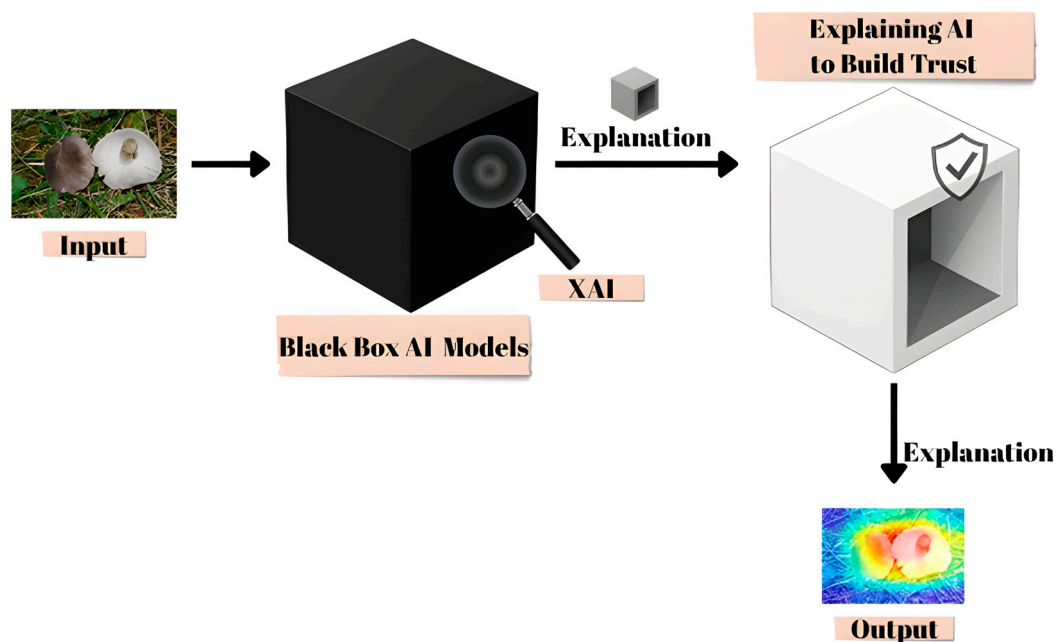 Explaining AI
to Build Trust
Explanation
Input
XAI
Black Box AI Models
Explanation
Output